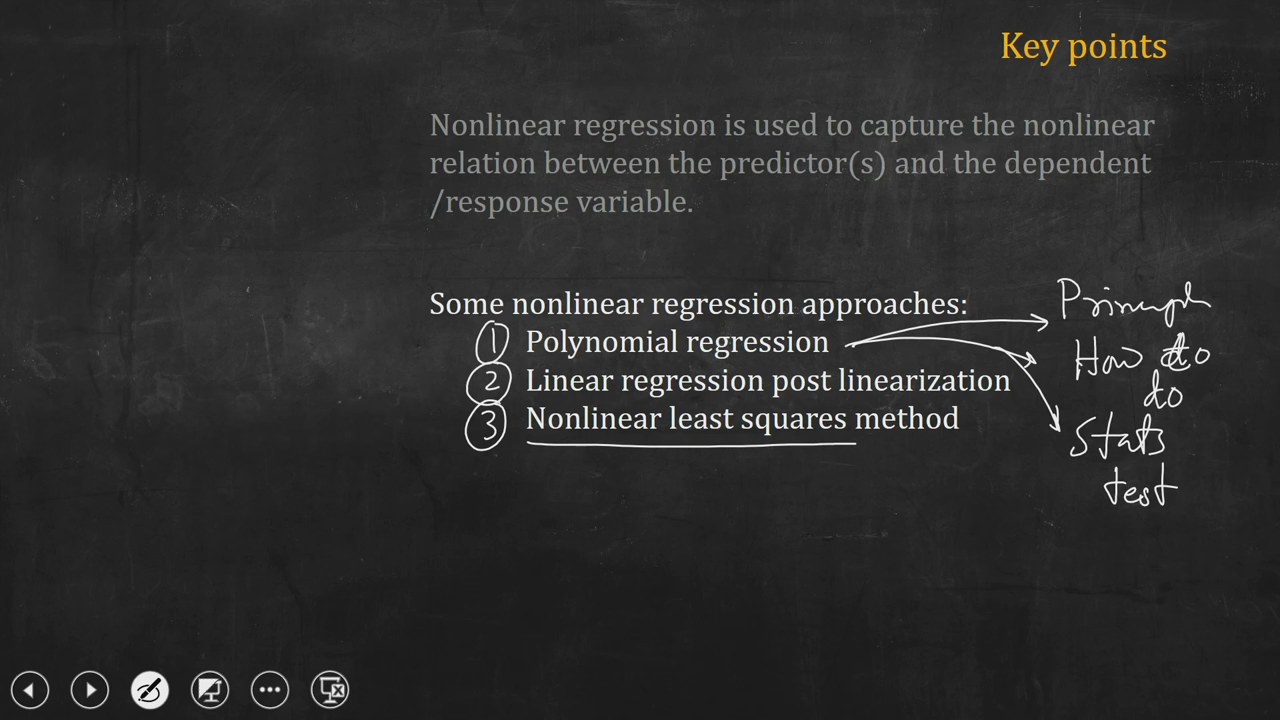 Key points
Nonlinear regression is used to capture the nonlinear
relation between the predictor(s) and the dependent
/response variable.
Some nonlinear regression approaches:
1 Polynomial regression
2 Linear regression post linearization
3 Nonlinear least squares method
How to
do
Stats
test